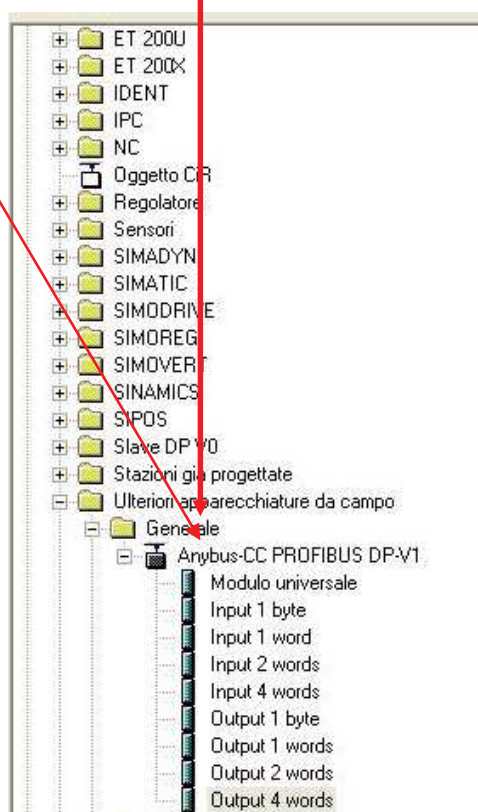 ET 200U
ET 200X
IDENT
IPC
NC
Oggetto CiR
Regolatore
Sensori
SIMADYN
SIMATIC
SIMODRIVE
SIMOREG
SIMOVERT
SINAMICS
SIPOS
Slave DP V0
Stazioni già progettate
Ulteriori apparecchiature da campo
Generale
Anybus-CC PROFIBUS DP-V1
Modulo universale
Input 1 byte
Input 1 word
Input 2 words
Input 4 words
Output 1 byte
Output 1 words
Output 2 words
Output 4 words